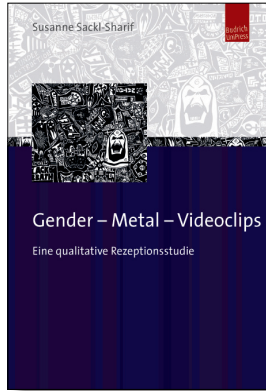 Susanne Sackl-Sharif
Budrich
UniPress
Gender – Metal – Videoclips
Eine qualitative Rezeptionsstudie